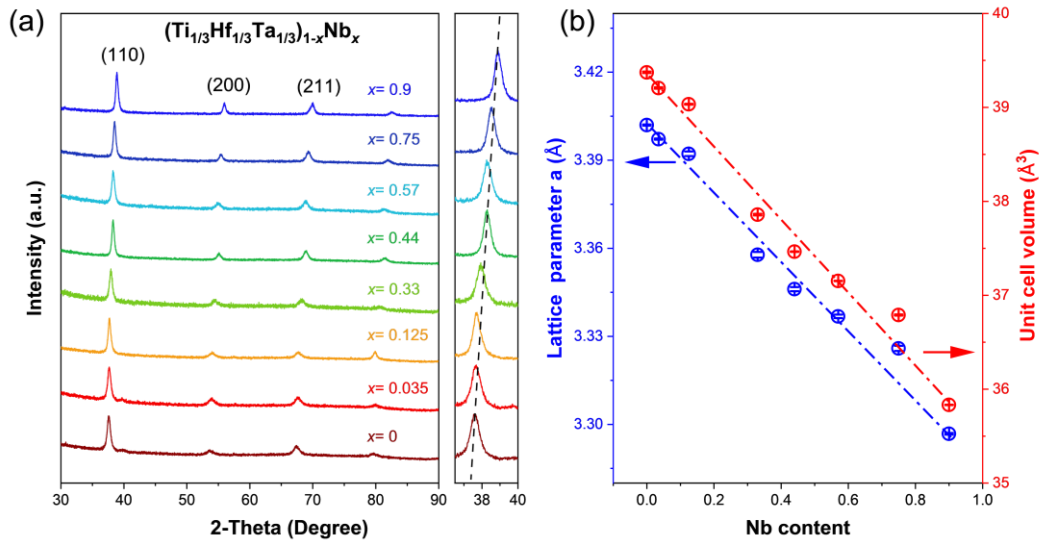 (a)
(Ti1/3Hf1/3Ta1/3)1-xNbx
(110)
(200)
(211)
x= 0.9
x= 0.75
x= 0.57
x= 0.44
x= 0.33
x= 0.125
x= 0.035
x= 0
Intensity (a.u.)
30 40 50 60 70 80 90
2-Theta (Degree)
38 40
(b)
3.42
3.39
3.36
3.33
3.30
Lattice parameter a (Å)
40
39
38
37
36
35
Unit cell volume (Å3)
0.0 0.2 0.4 0.6 0.8 1.0
Nb content